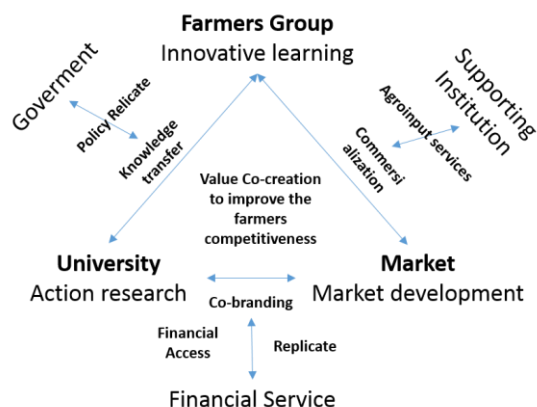 Farmers Group
Innovative learning
Goverment
Policy Relicate
Knowledge
transfer
Supporting
Institution
Agroinput services
Commersi
alization
Value Co-creation
to improve the
farmers
competitiveness
University
Action research
Market
Market development
Co-branding
Financial
Access
Replicate
Financial Service